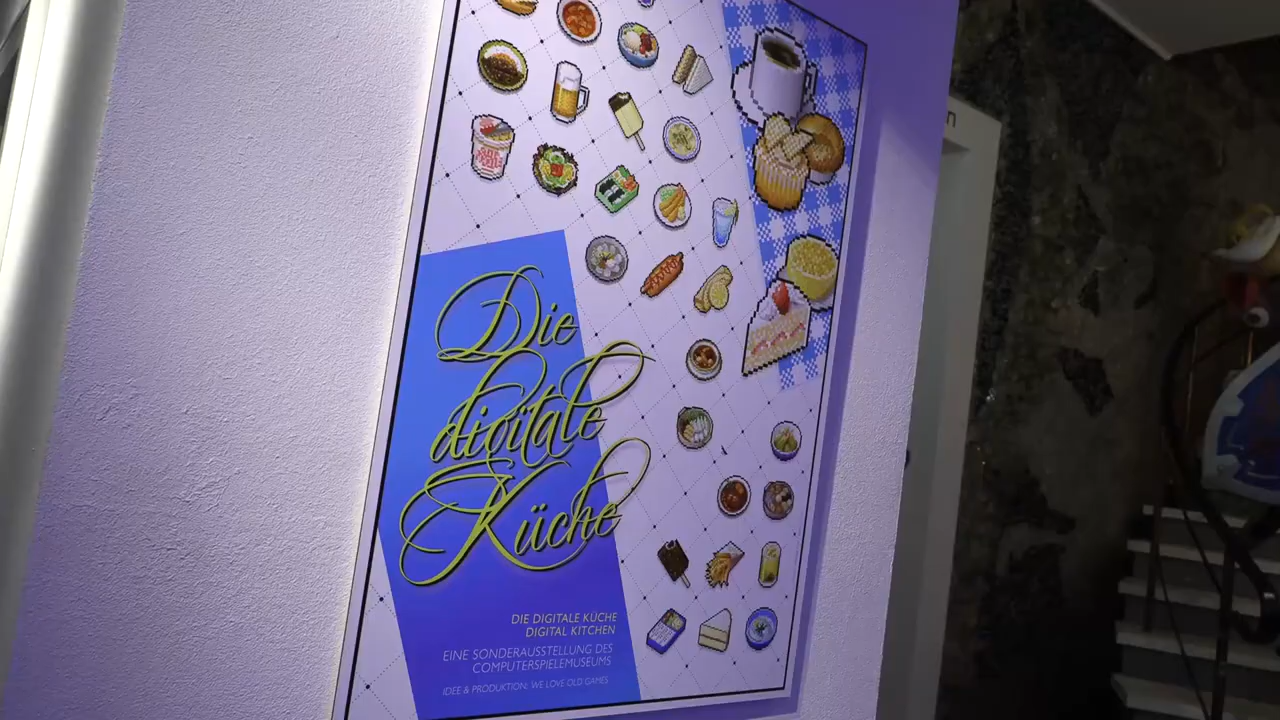 Die
digitale
Küche
DIE DIGITALE KÜCHE
DIGITAL KITCHEN
EINE SONDERAUSSTELLUNG DES
COMPUTERSPIELEMUSEUMS
IDEE & PRODUKTION: WE LOVE OLD GAMES